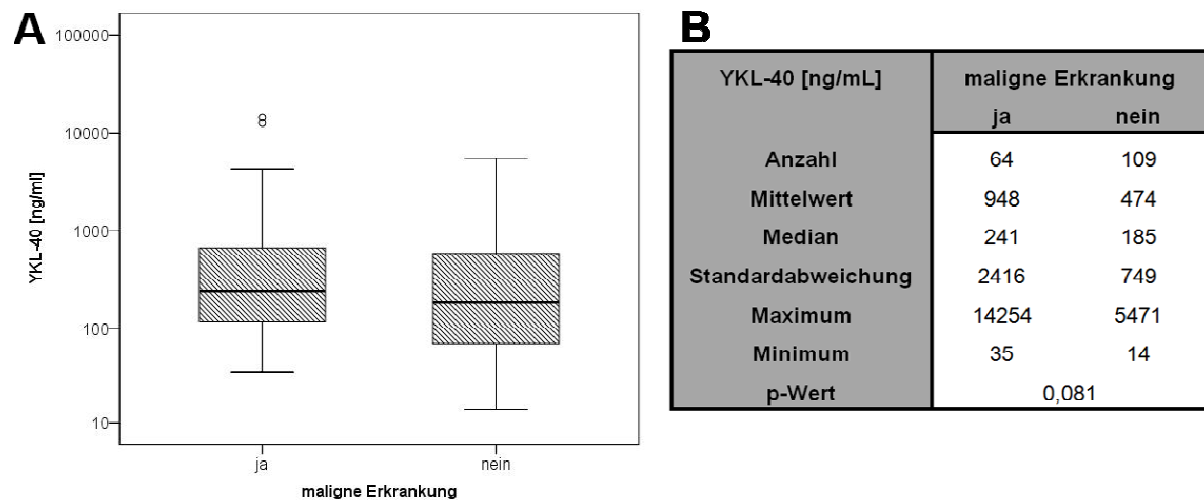 A
100000
10000
1000
100
10
YKL-40 [ng/ml]
ja
nein
maligne Erkrankung
B
YKL-40 [ng/mL] maligne Erkrankung
ja nein
Anzahl 64 109
Mittelwert 948 474
Median 241 185
Standardabweichung 2416 749
Maximum 14254 5471
Minimum 35 14
p-Wert 0,081